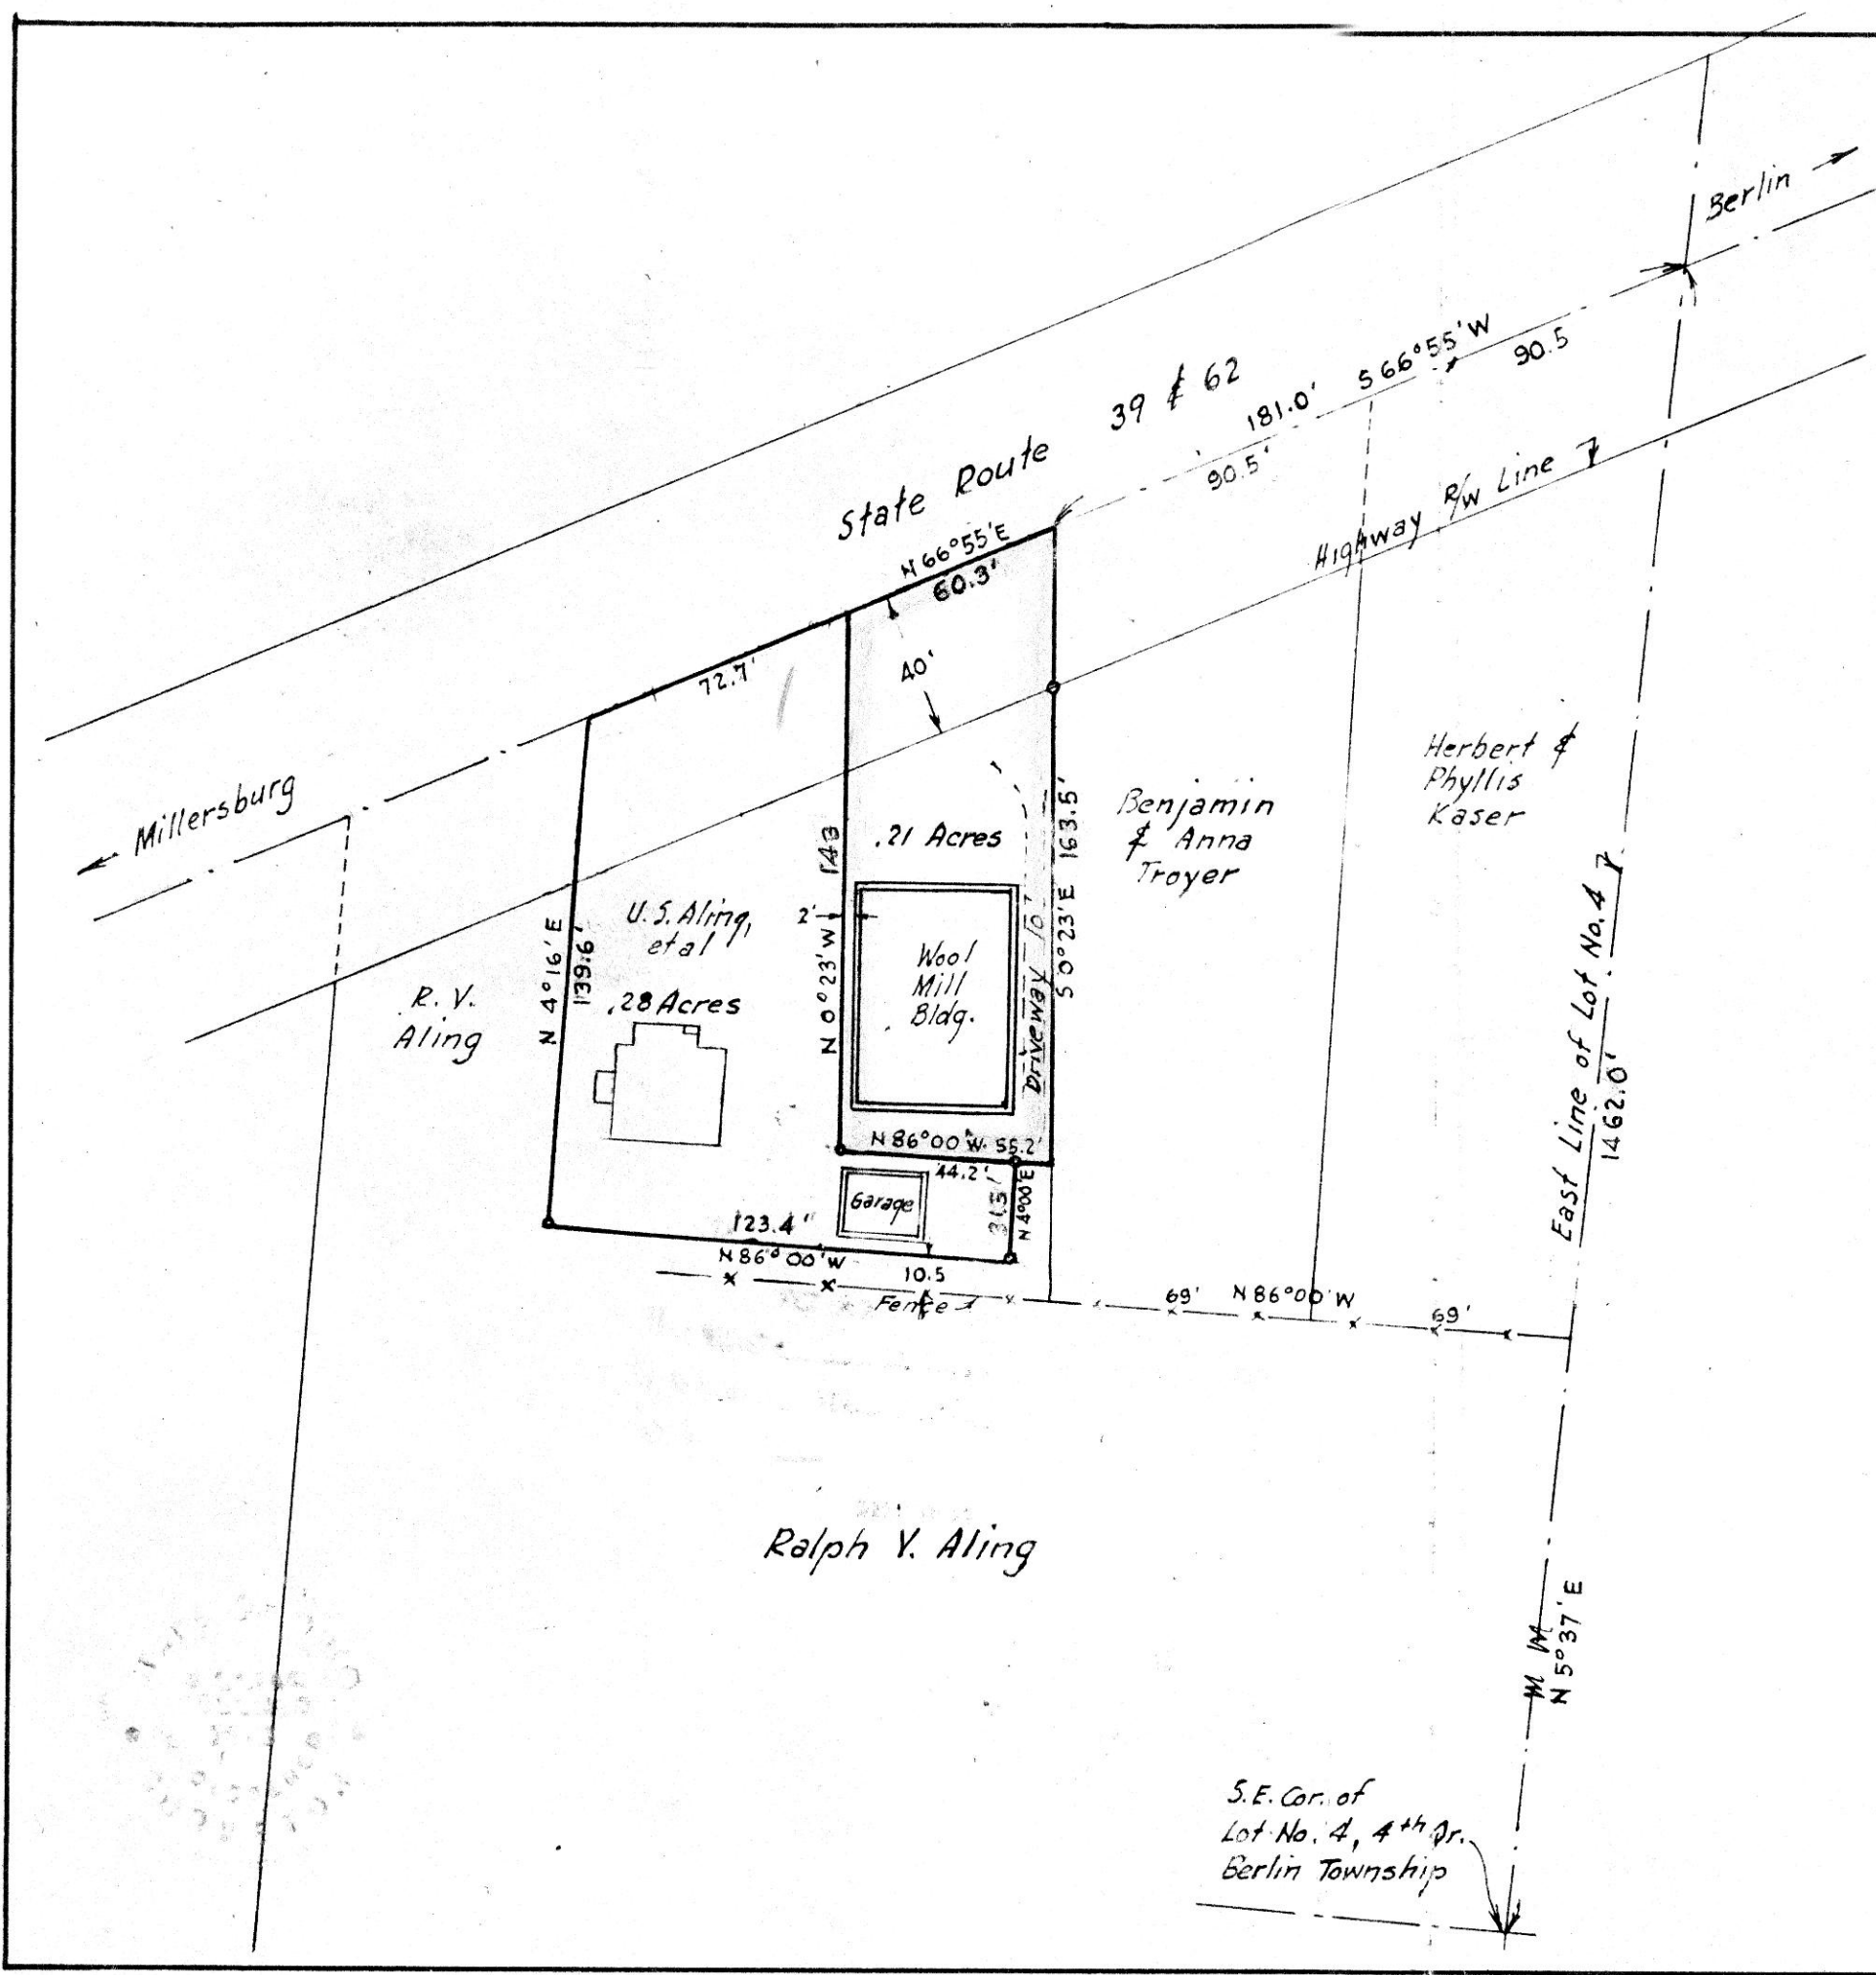 Berlin
S 66°55'W
90.5
181.0'
90.5'
State Route 39 & 62
Highway R/W Line
N 66°55'E
60.3'
40'
72.7'
Millersburg
Herbert &
Phyllis
Kaser
Benjamin
& Anna
Troyer
.21 Acres
143
N 0°23'W
S 0°23'E 163.5'
U.S. Aling,
et al
.28 Acres
2'
Wool
Mill
Bldg.
Driveway 10'
N 4°16'E
139.6'
R. V.
Aling
East Line of Lot No. 4
1462.0'
N 86°00'W. 55.2'
44.2'
31.5'
N 4°00'E
Garage
123.4"
N 86°00'W
10.5
Fence
69'
N 86°00'W
69'
Ralph V. Aling
N 5°37'E
S.E. Cor. of
Lot No. 4, 4th Qr.
Berlin Township